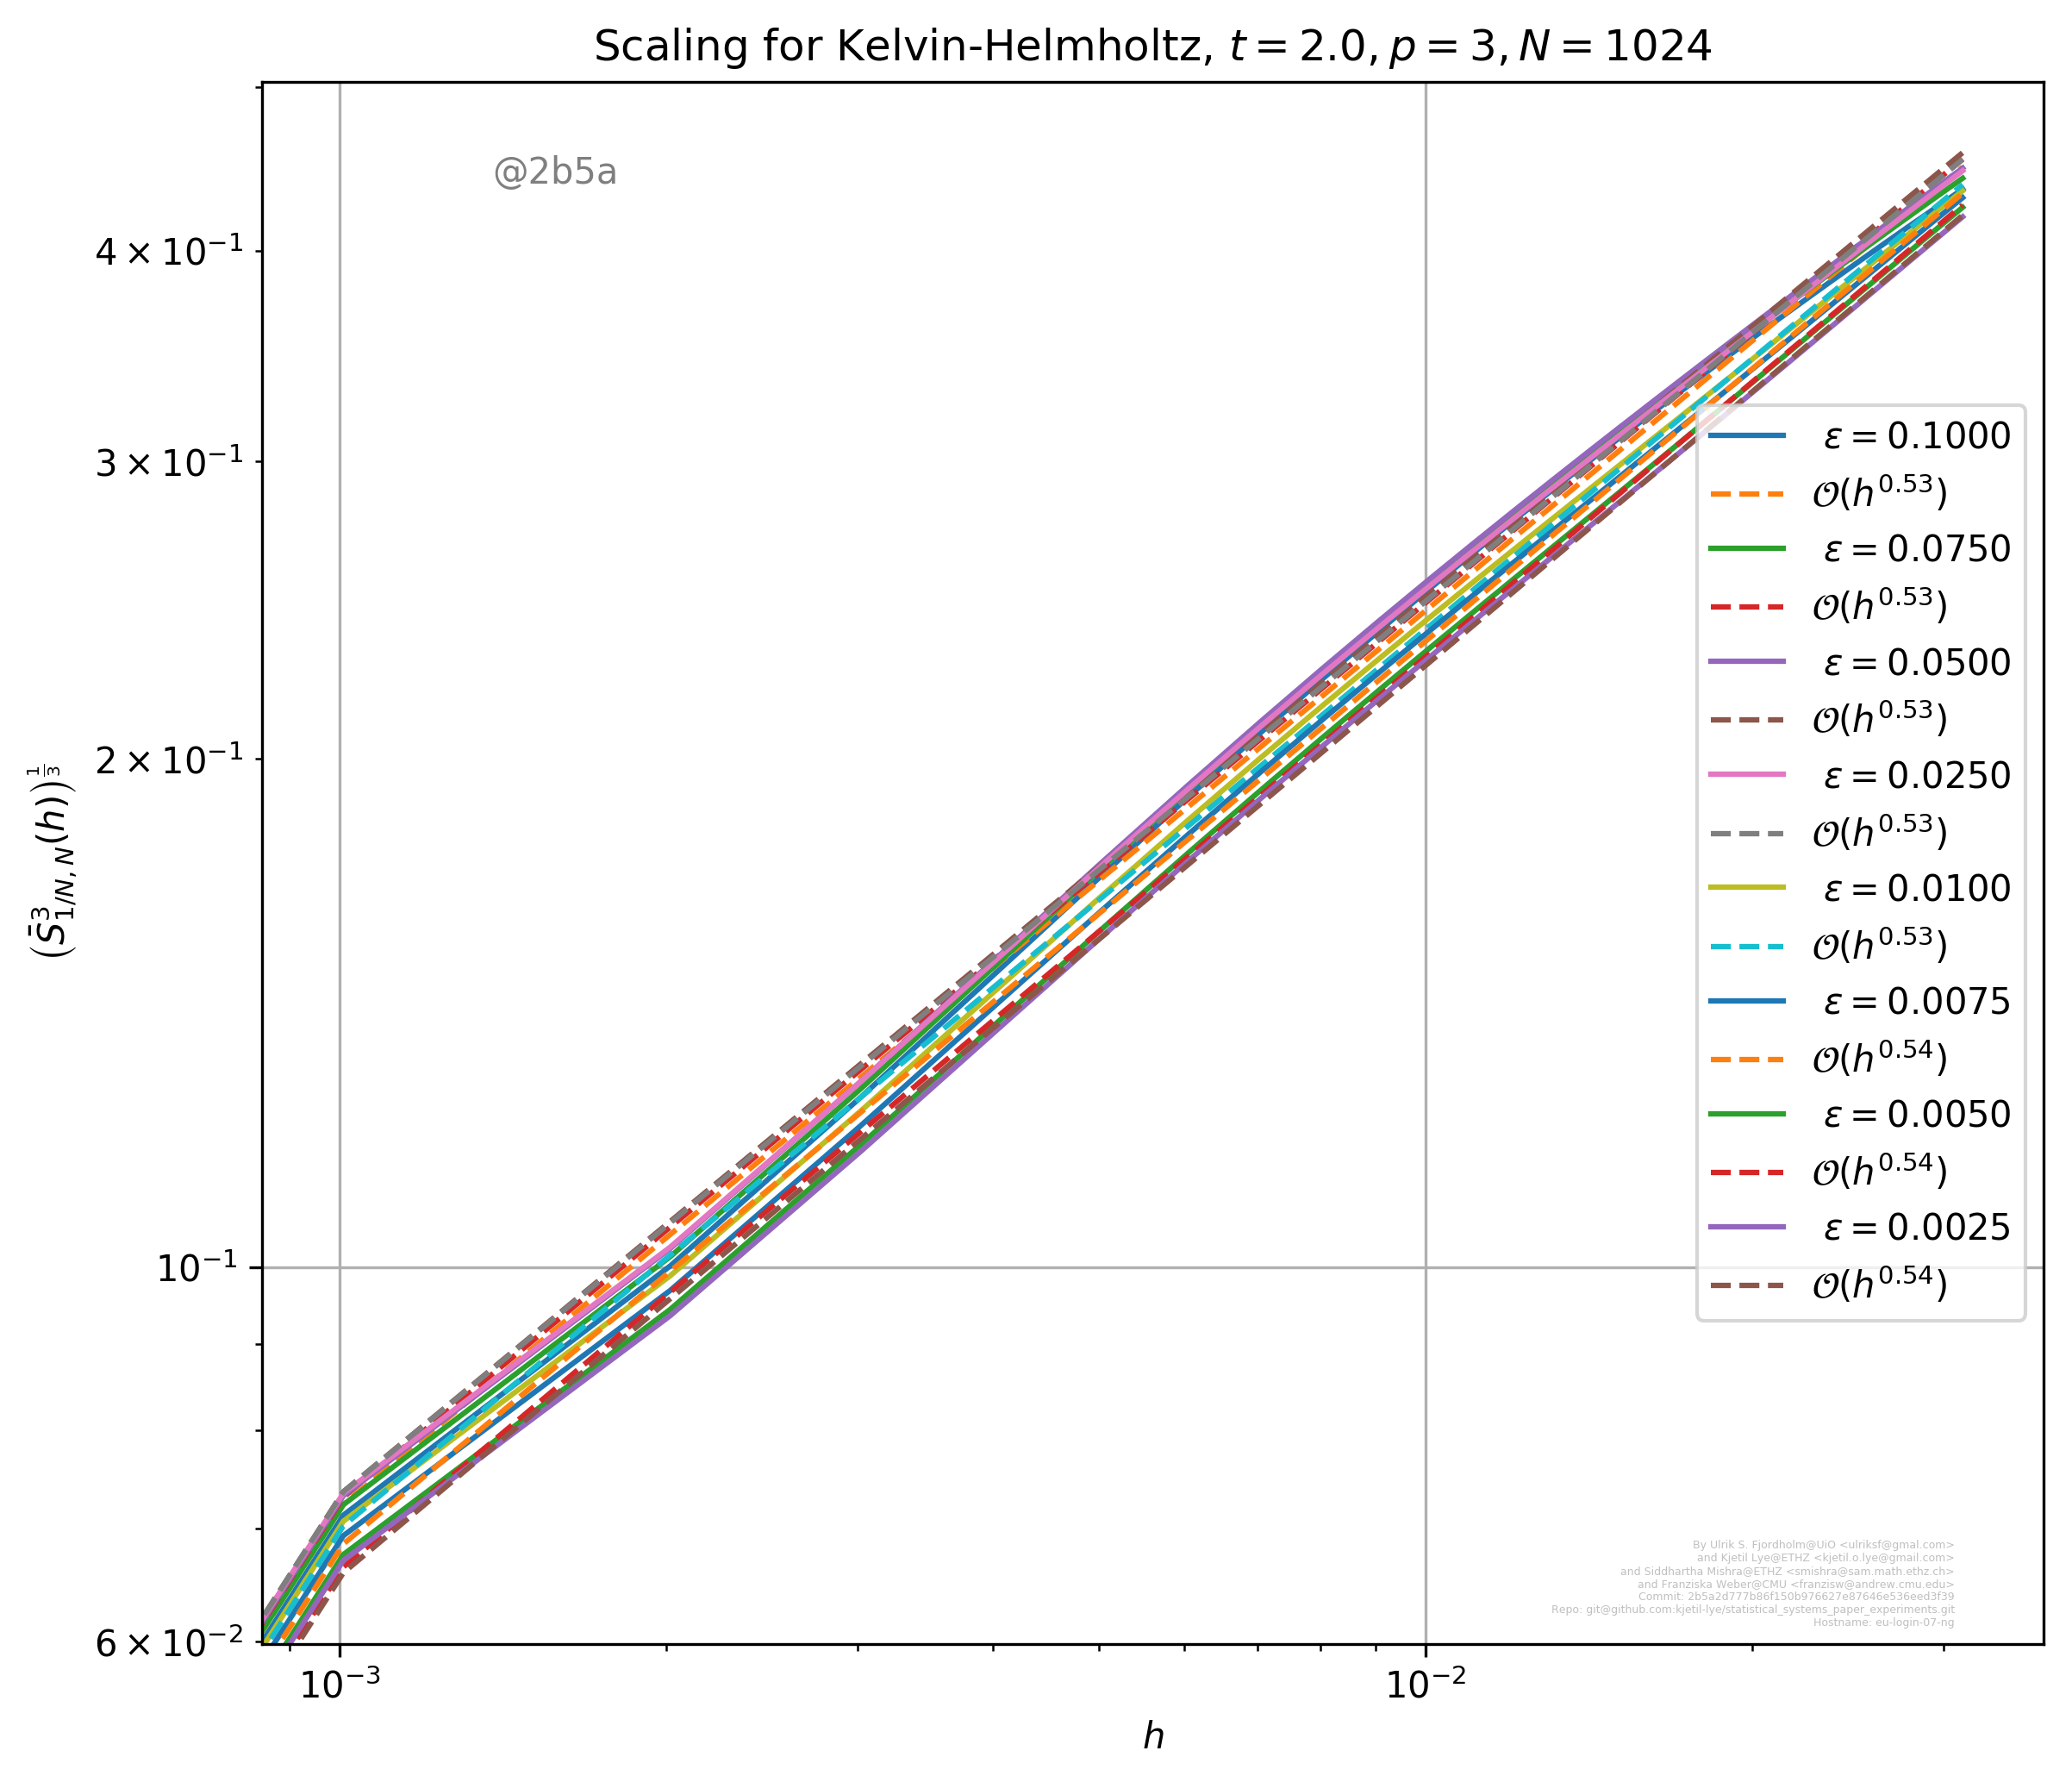 Scaling for Kelvin-Helmholtz, t = 2.0, p = 3, N = 1024
@2b5a
4 × 10⁻¹
3 × 10⁻¹
2 × 10⁻¹
10⁻¹
6 × 10⁻²
(S̄³₁/N, N(h))^(1/3)
ε = 0.1000
𝒪(h^0.53)
ε = 0.0750
𝒪(h^0.53)
ε = 0.0500
𝒪(h^0.53)
ε = 0.0250
𝒪(h^0.53)
ε = 0.0100
𝒪(h^0.53)
ε = 0.0075
𝒪(h^0.54)
ε = 0.0050
𝒪(h^0.54)
ε = 0.0025
𝒪(h^0.54)
By Ulrik S. Fjordholm@UiO <ulriksf@gmal.com>
and Kjetil Lye@ETHZ <kjetil.o.lye@gmail.com>
and Siddhartha Mishra@ETHZ <smishra@sam.math.ethz.ch>
and Franziska Weber@CMU <franzisw@andrew.cmu.edu>
Commit: 2b5a2d777b86f150b976627e87646e536eed3f39
Repo: git@github.com:kjetil-lye/statistical_systems_paper_experiments.git
Hostname: eu-login-07-ng
10⁻³
10⁻²
h